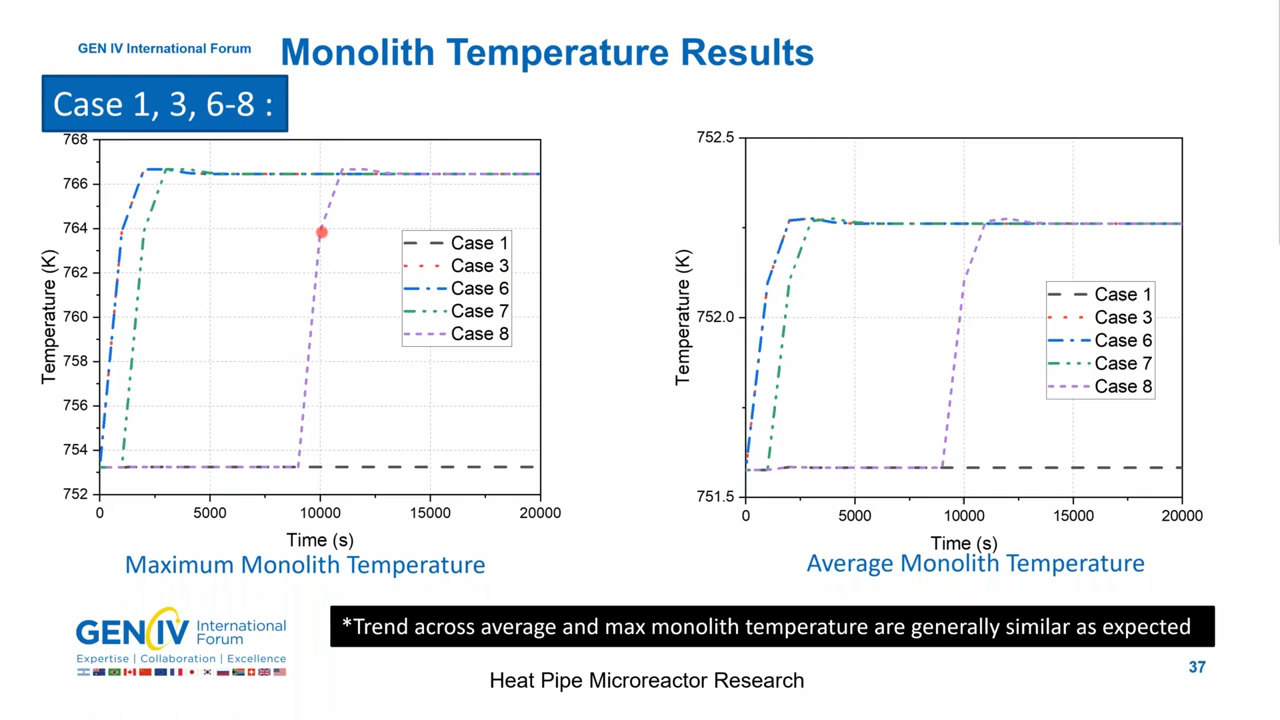 GEN IV International Forum
Monolith Temperature Results
Case 1, 3, 6-8 :
768
766
764
762
760
758
756
754
752
Temperature (K)
0 5000 10000 15000 20000
Time (s)
Case 1
Case 3
Case 6
Case 7
Case 8
Maximum Monolith Temperature
752.5
752.0
751.5
Temperature (K)
0 5000 10000 15000 20000
Time (s)
Case 1
Case 3
Case 6
Case 7
Case 8
Average Monolith Temperature
GEN IV International
Forum
Expertise | Collaboration | Excellence
*Trend across average and max monolith temperature are generally similar as expected
37
Heat Pipe Microreactor Research